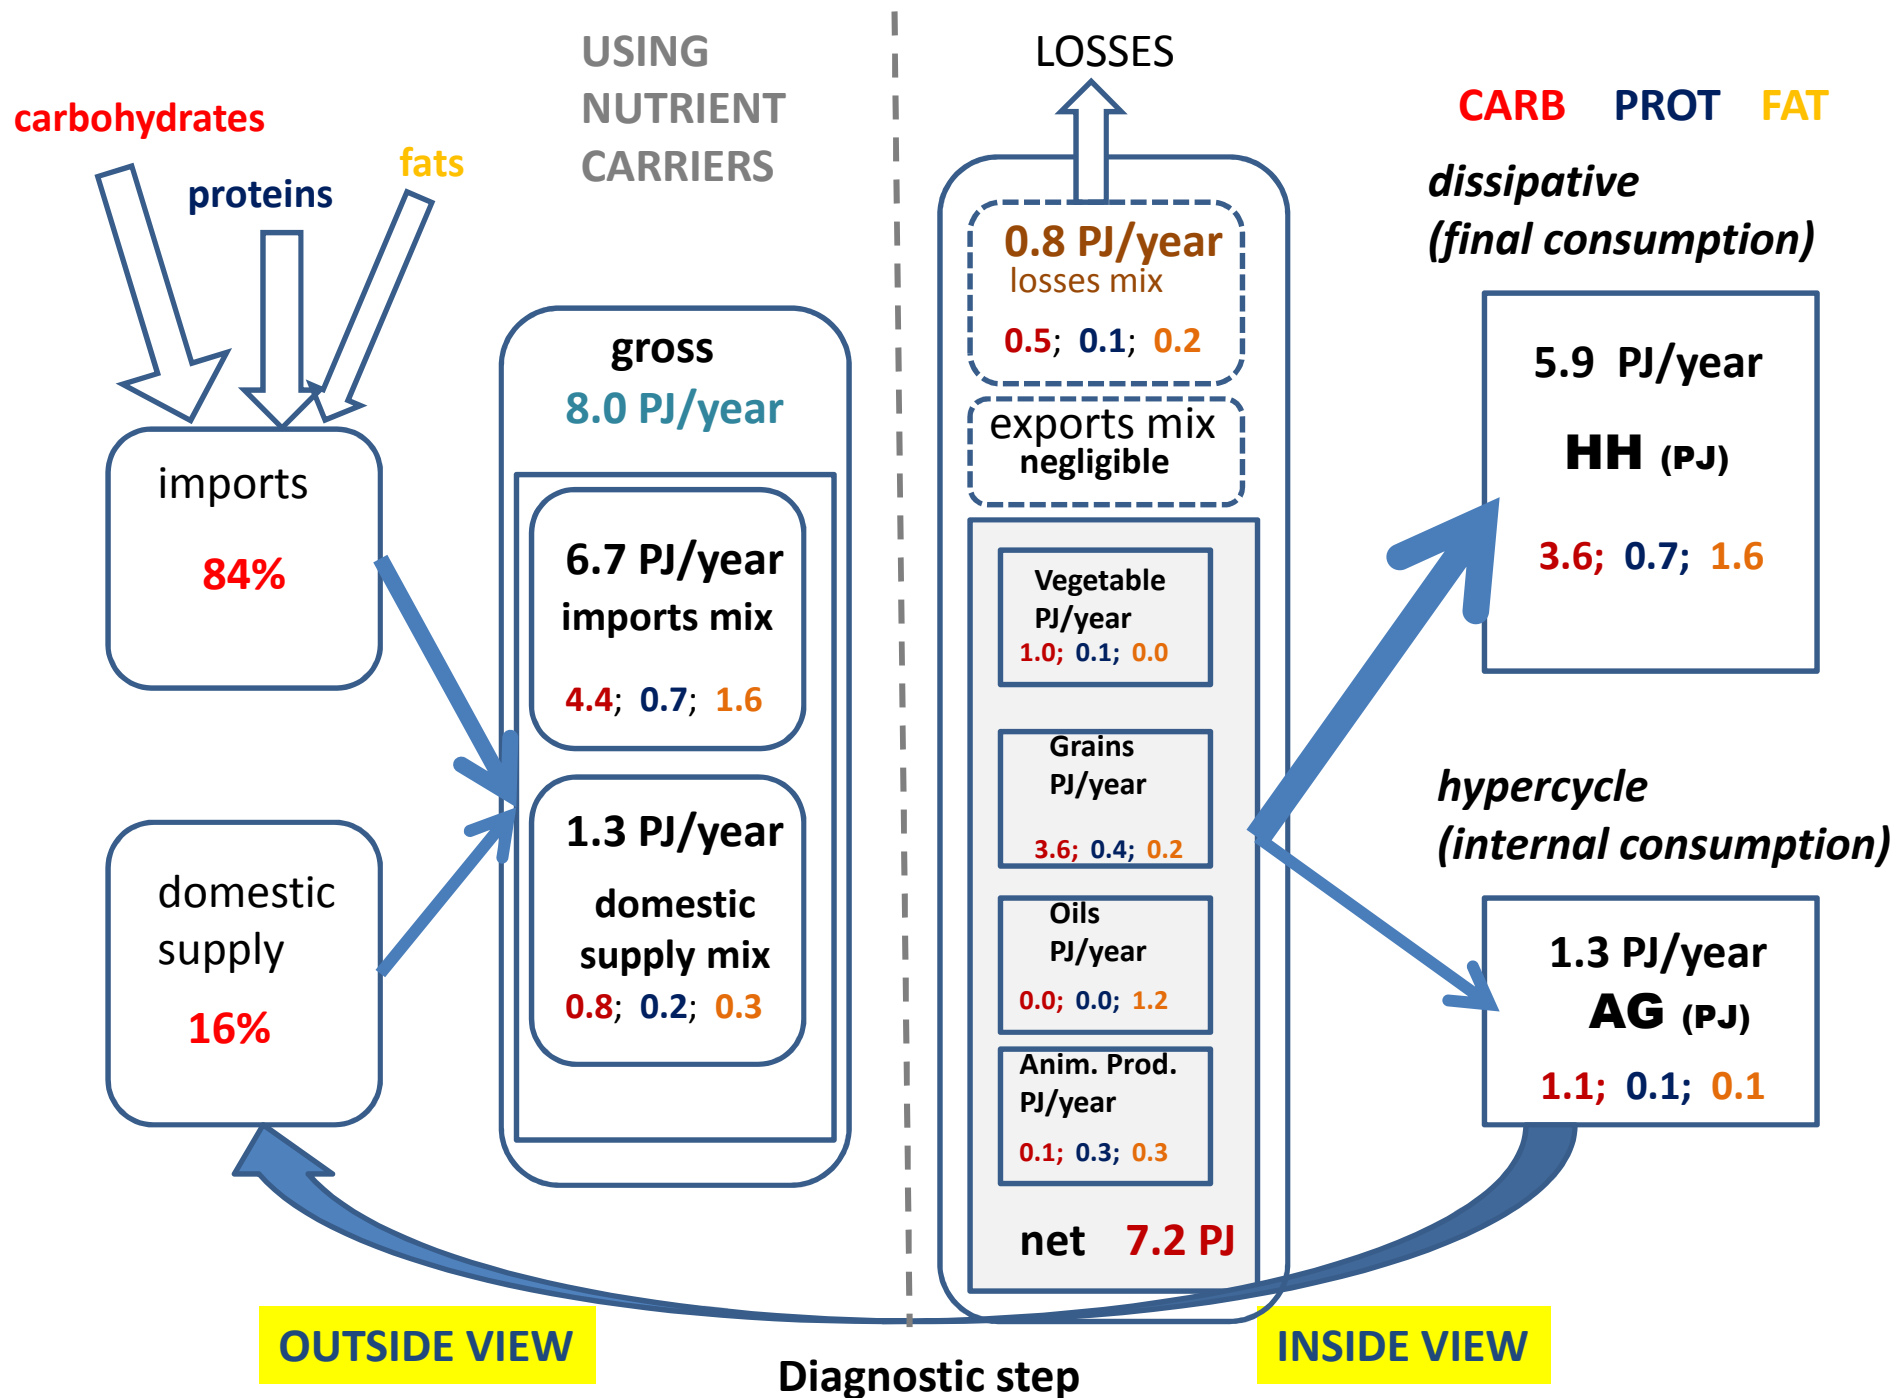 USING
NUTRIENT
CARRIERS
carbohydrates
proteins
fats
imports
84%
domestic
supply
16%
gross
8.0 PJ/year
6.7 PJ/year
imports mix
4.4; 0.7; 1.6
1.3 PJ/year
domestic
supply mix
0.8; 0.2; 0.3
LOSSES
0.8 PJ/year
losses mix
0.5; 0.1; 0.2
exports mix
negligible
Vegetable
PJ/year
1.0; 0.1; 0.0
Grains
PJ/year
3.6; 0.4; 0.2
Oils
PJ/year
0.0; 0.0; 1.2
Anim. Prod.
PJ/year
0.1; 0.3; 0.3
net 7.2 PJ
CARB PROT FAT
dissipative
(final consumption)
5.9 PJ/year
HH (PJ)
3.6; 0.7; 1.6
hypercycle
(internal consumption)
1.3 PJ/year
AG (PJ)
1.1; 0.1; 0.1
OUTSIDE VIEW
INSIDE VIEW
Diagnostic step